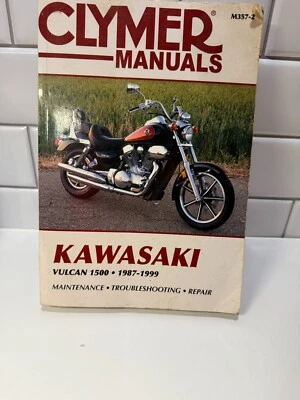 M357-2
CLYMER®
MANUALS
KAWASAKI
VULCAN 1500 • 1987-1999
MAINTENANCE • TROUBLESHOOTING • REPAIR